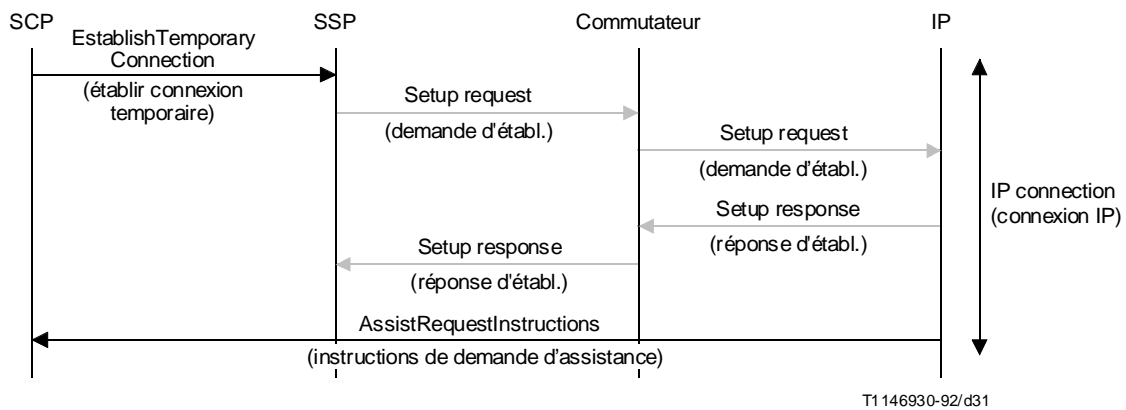 SCP
SSP
Commutateur
IP
EstablishTemporary
Connection
(établir connexion
temporaire)
Setup request
(demande d'établ.)
Setup request
(demande d'établ.)
Setup response
(réponse d'établ.)
Setup response
(réponse d'établ.)
IP connection
(connexion IP)
AssistRequestInstructions
(instructions de demande d'assistance)
T1146930-92/d31